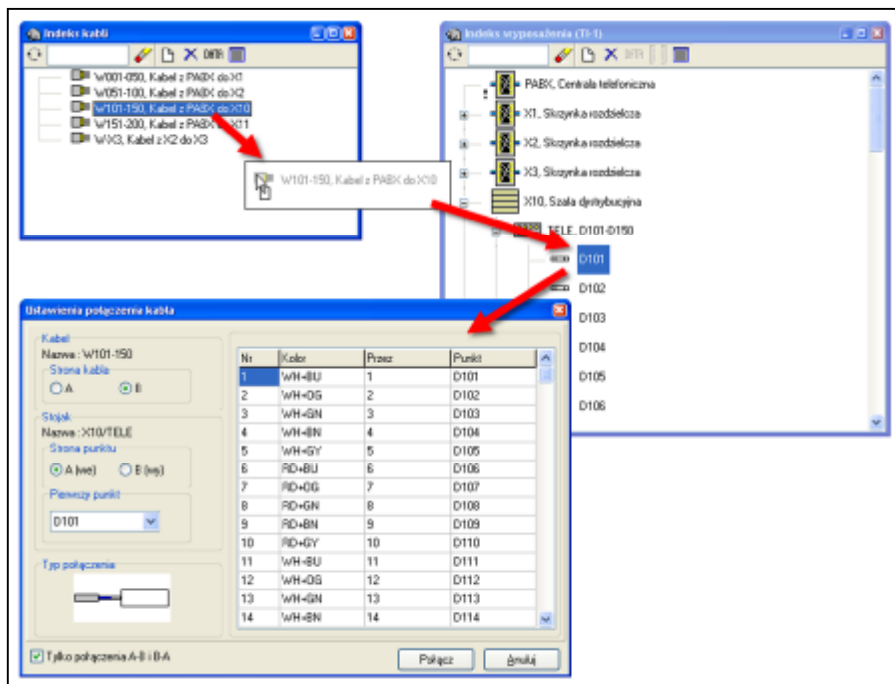 Indeks kabli
W001-050, Kabel z PABX do X1
W051-100, Kabel z PABX do X2
W101-150, Kabel z PABX do X10
W151-200, Kabel z PABX do X11
W-X3, Kabel z X2 do X3
W101-150, Kabel z PABX do X10
Indeks wyposażenia (TI-1)
PABX, Centrala telefoniczna
X1, Skrzynka rozdzielcza
X2, Skrzynka rozdzielcza
X3, Skrzynka rozdzielcza
X10, Szafa dystrybucyjna
TELE, D101-D150
D101
D102
D103
D104
D105
D106
Ustawienia połączenia kabla
Kabel
Nazwa : W101-150
Strona kabla
A B
Stojak
Nazwa : X10/TELE
Strona punktu
A (we) B (wy)
Pierwszy punkt
D101
Typ połączenia
Nr Kolor Przez Punkt
1 WH+BU 1 D101
2 WH+OG 2 D102
3 WH+GN 3 D103
4 WH+BN 4 D104
5 WH+GY 5 D105
6 RD+BU 6 D106
7 RD+OG 7 D107
8 RD+GN 8 D108
9 RD+BN 9 D109
10 RD+GY 10 D110
11 WH+BU 11 D111
12 WH+OG 12 D112
13 WH+GN 13 D113
14 WH+BN 14 D114
Tylko połączenia A-B i B-A
Połącz Anuluj